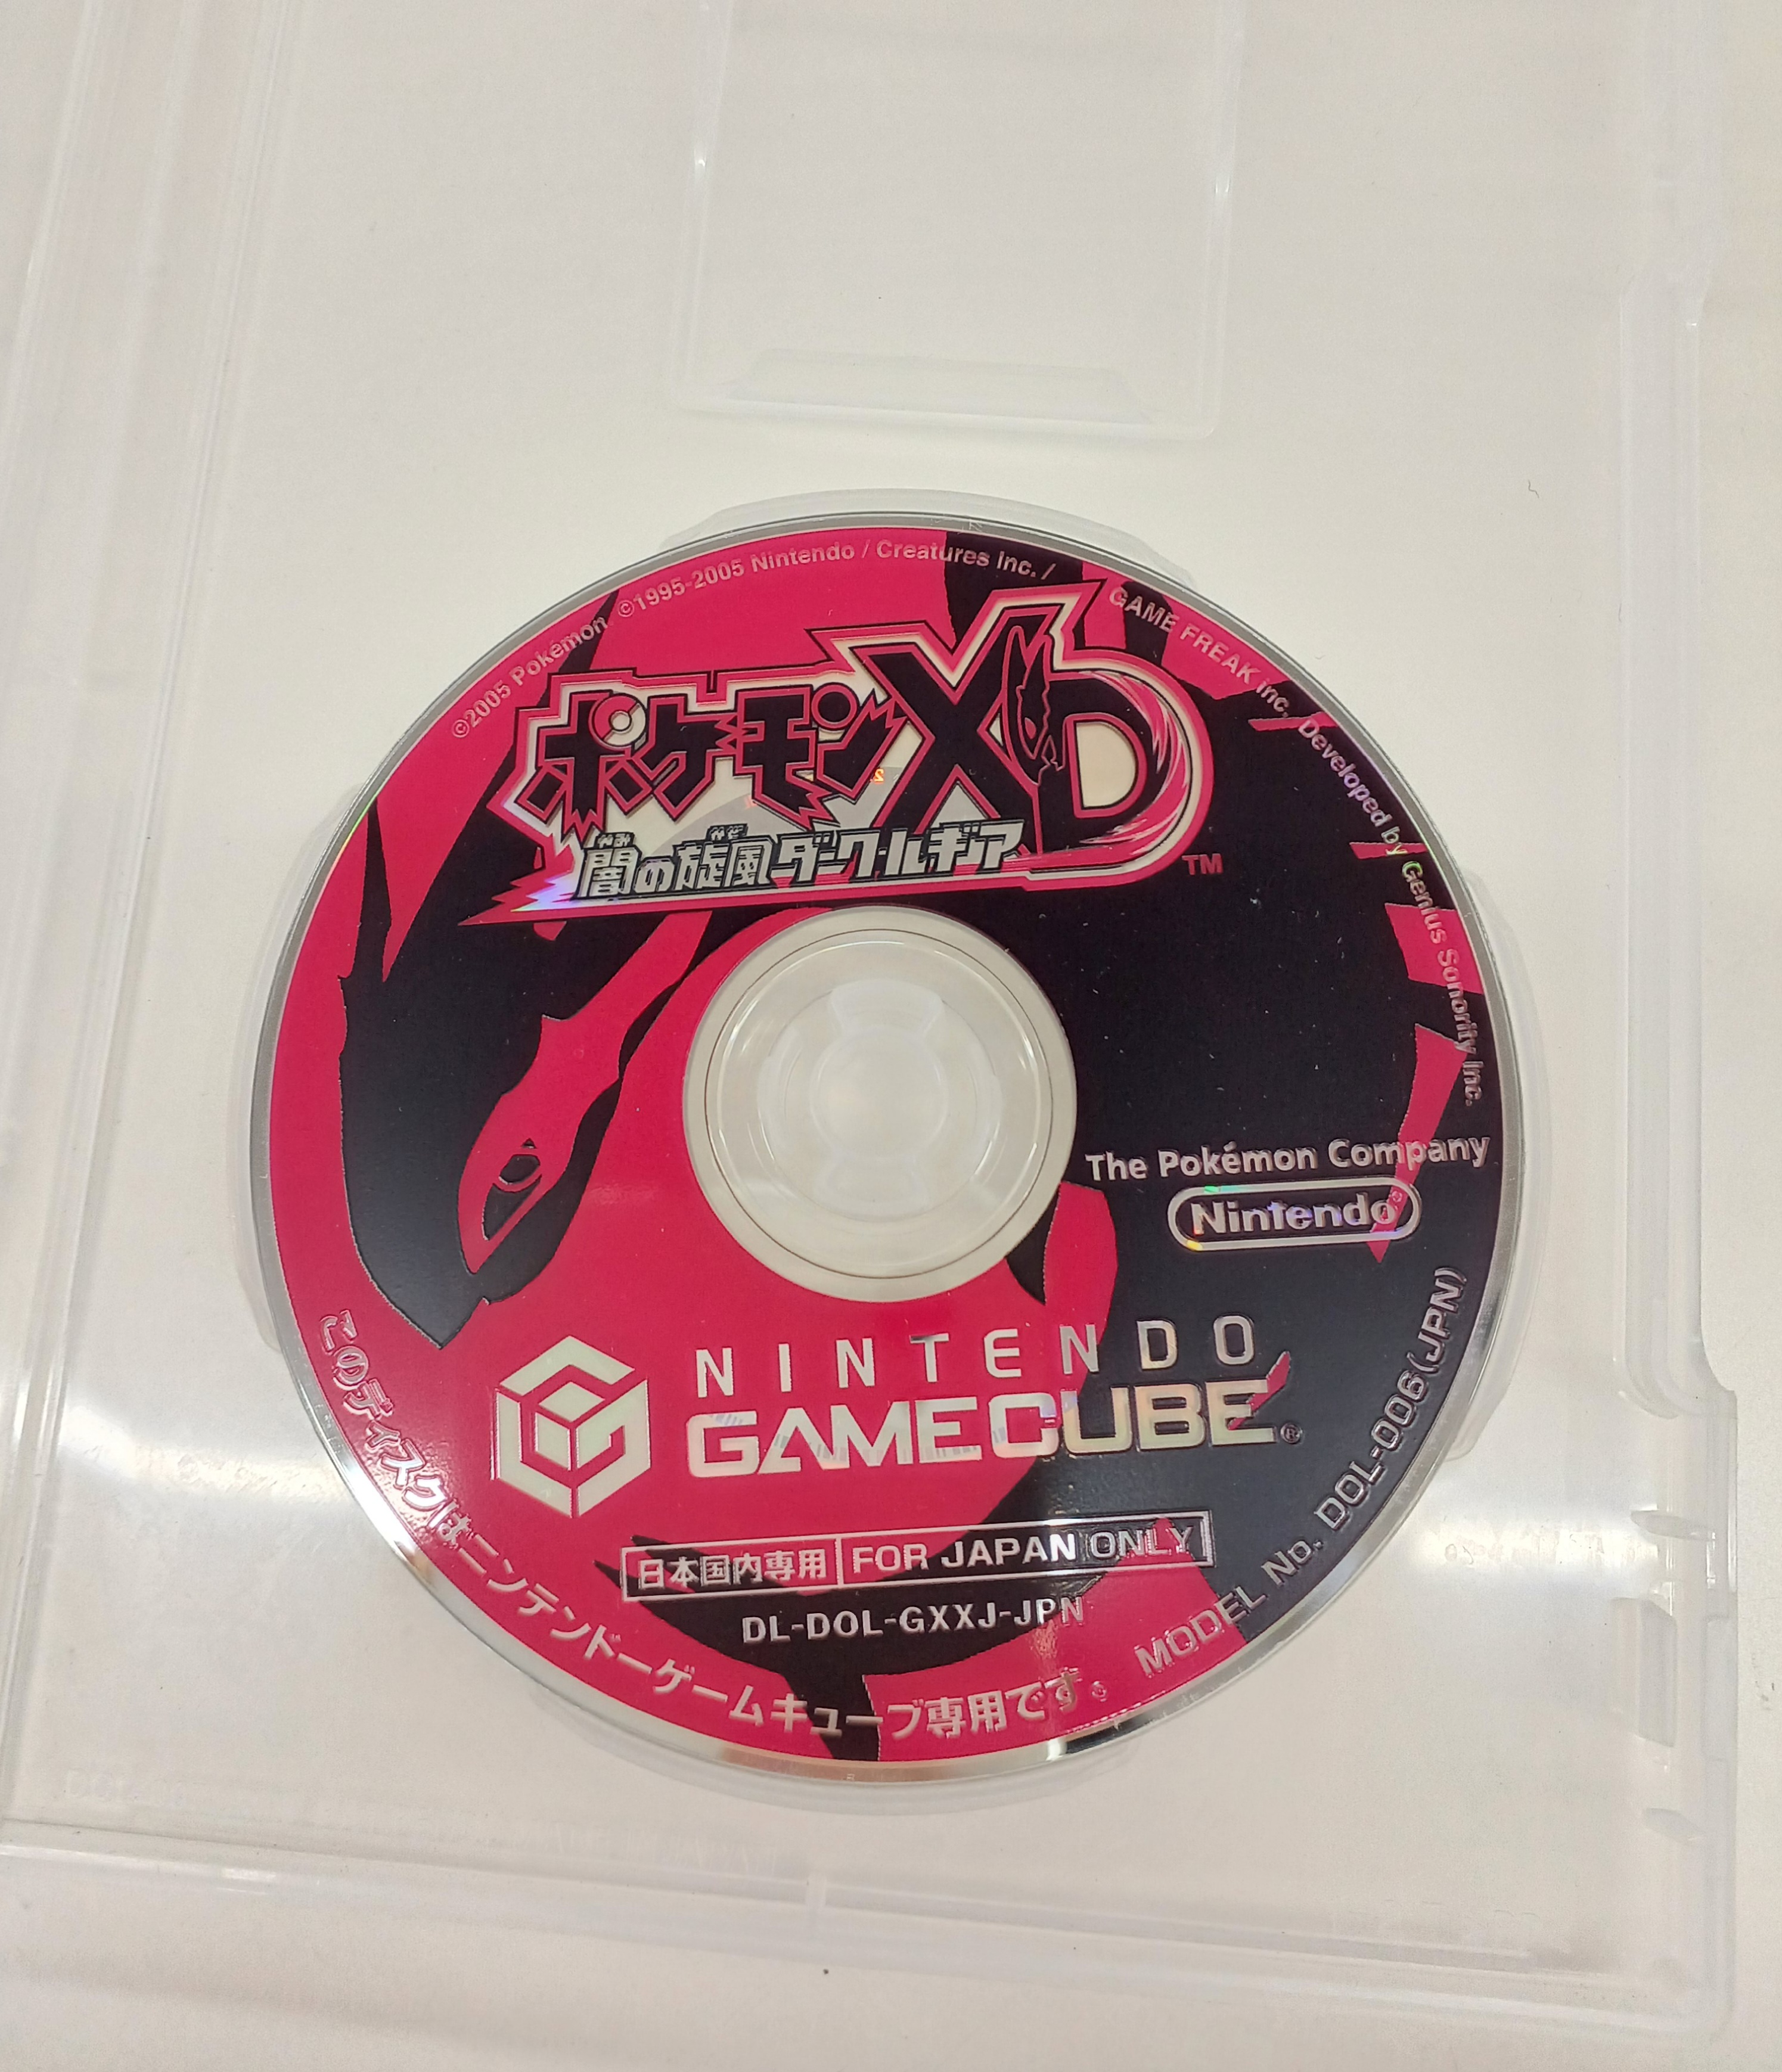 ©2005 Pokémon ©1995-2005 Nintendo / Creatures Inc. / GAME FREAK inc. Developed by Genius Sonority Inc.
ポケモンXD
やみ かぜ
闇の旋風ダーク・ルギア
TM
The Pokémon Company
Nintendo®
NINTENDO
GAMECUBE®
日本国内専用 FOR JAPAN ONLY
DL-DOL-GXXJ-JPN
このディスクはニンテンドーゲームキューブ専用です。 MODEL No. DOL-006(JPN)